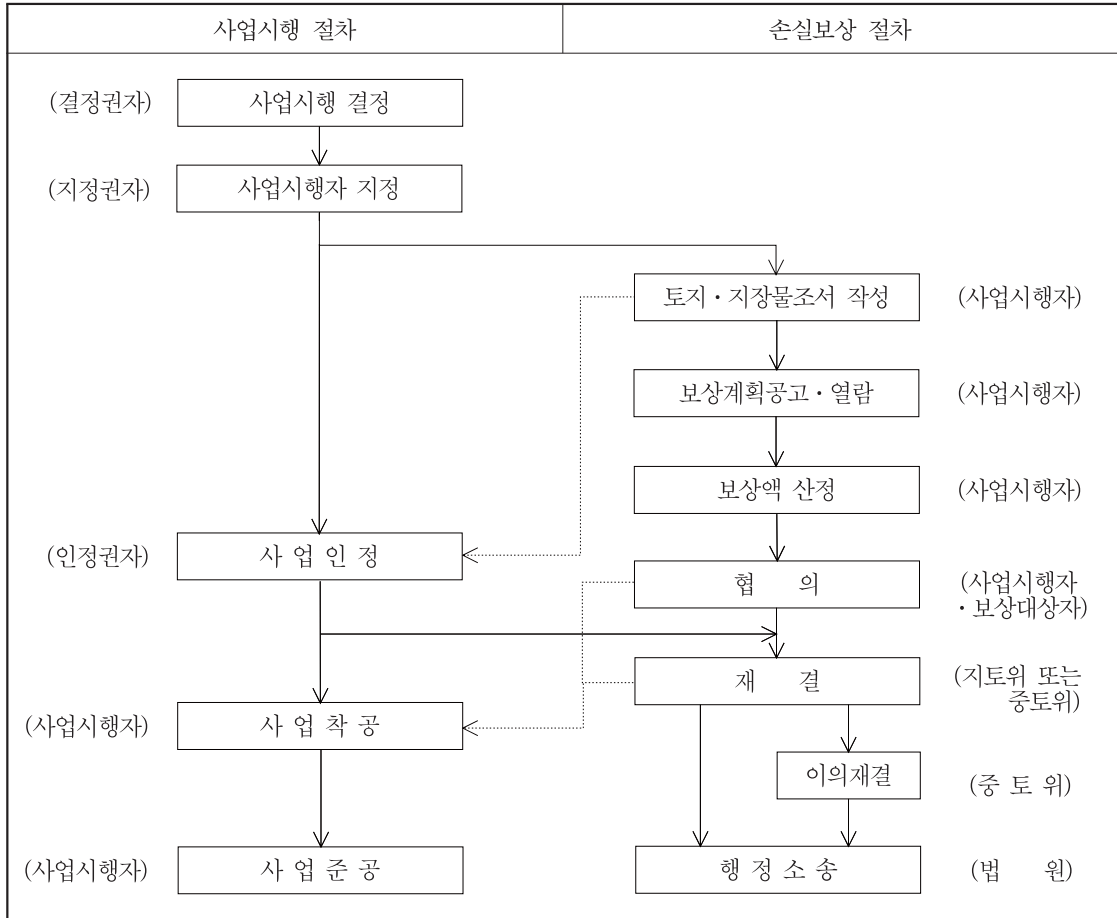 사업시행 절차
손실보상 절차
(결정권자)
사업시행 결정
(지정권자)
사업시행자 지정
토지·지장물조서 작성
(사업시행자)
보상계획공고·열람
(사업시행자)
보상액 산정
(사업시행자)
(인정권자)
사 업 인 정
협 의
(사업시행자
·보상대상자)
재 결
(지토위 또는
중토위)
(사업시행자)
사 업 착 공
이의재결
(중 토 위)
(사업시행자)
사 업 준 공
행 정 소 송
(법 원)